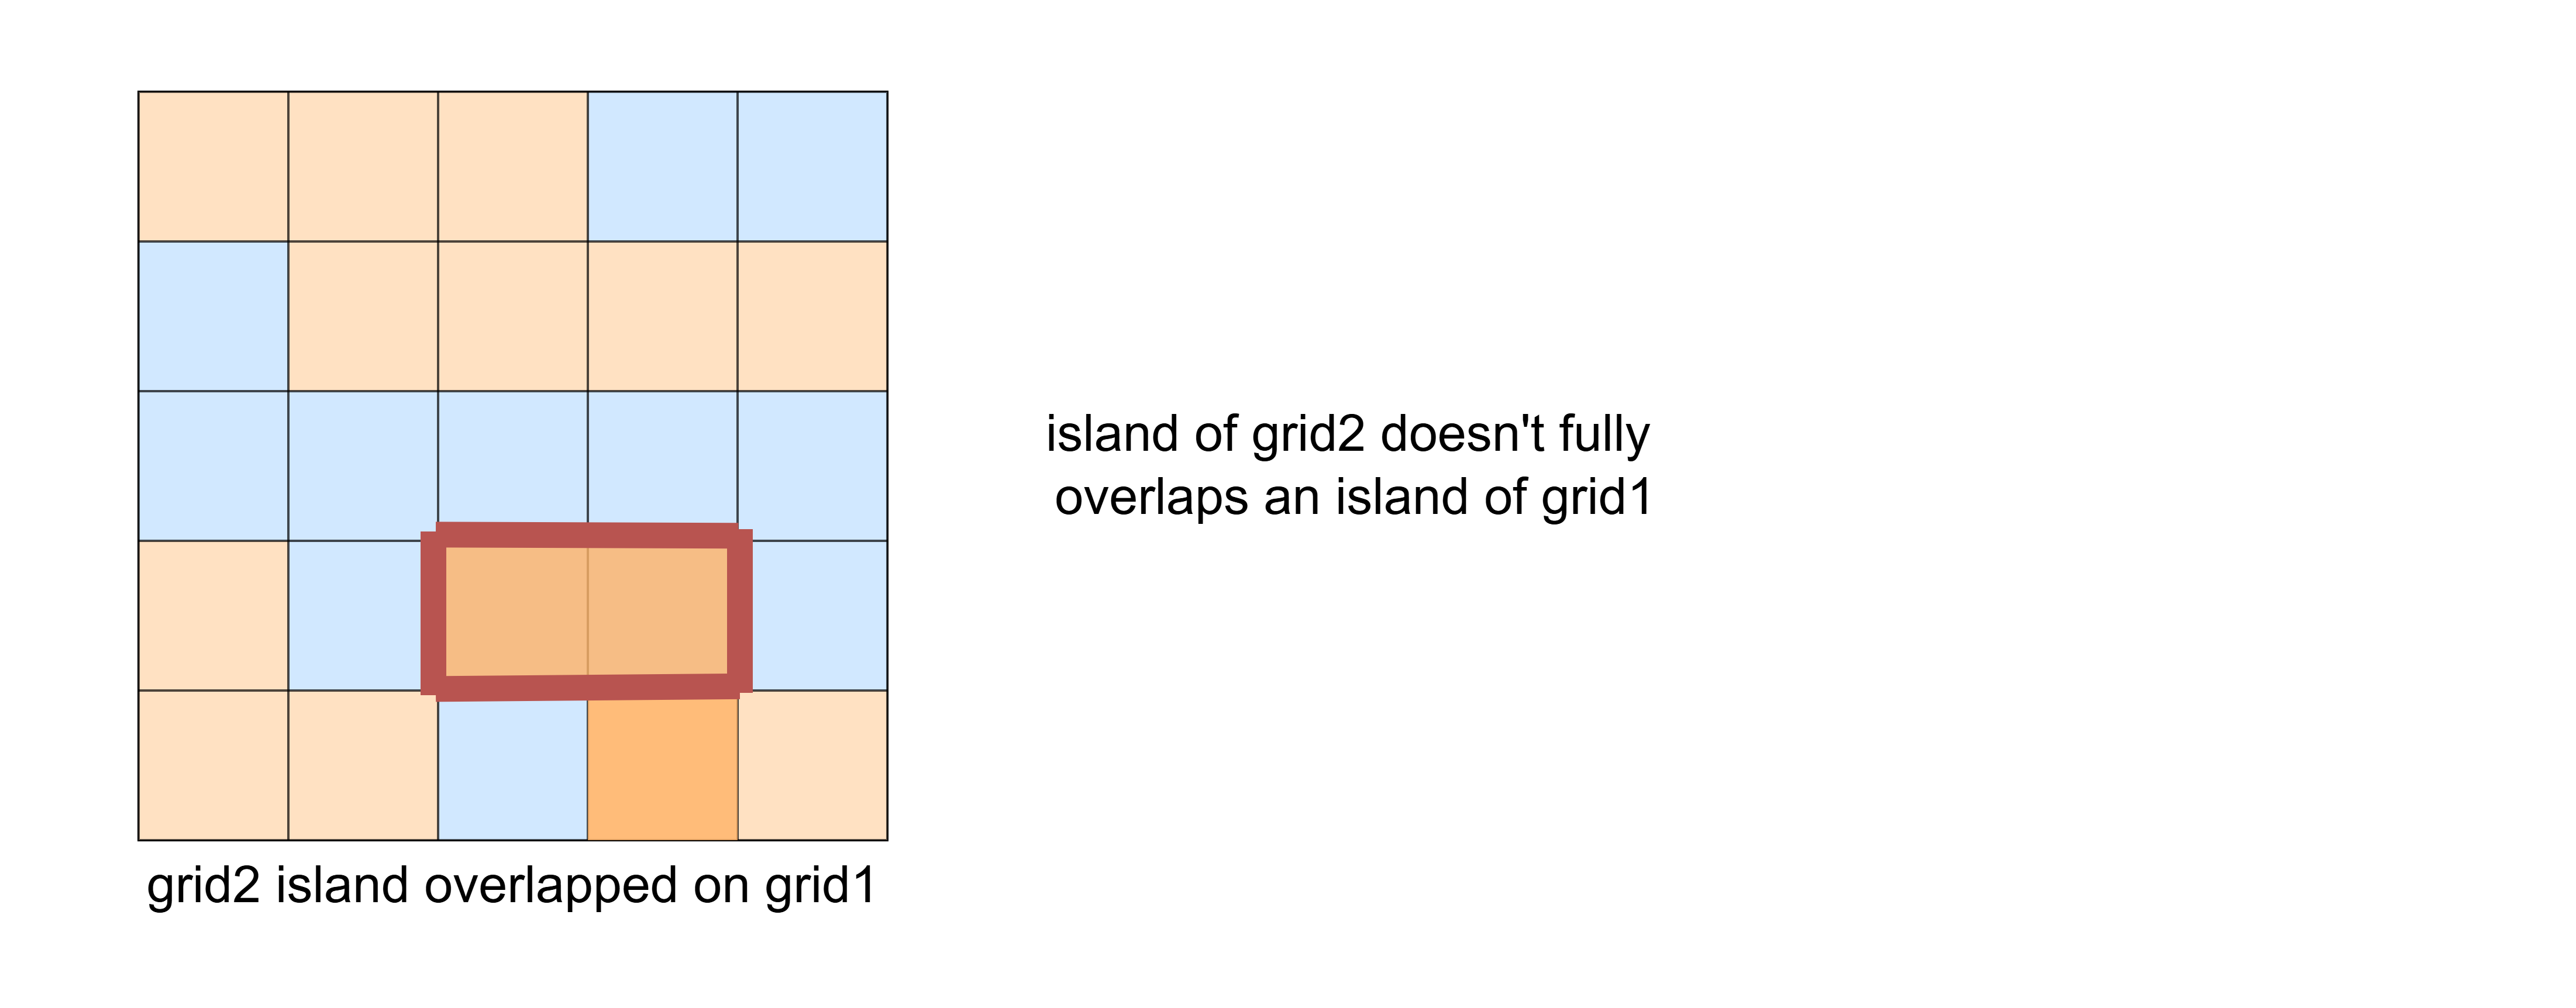 island of grid2 doesn't fully
overlaps an island of grid1
grid2 island overlapped on grid1